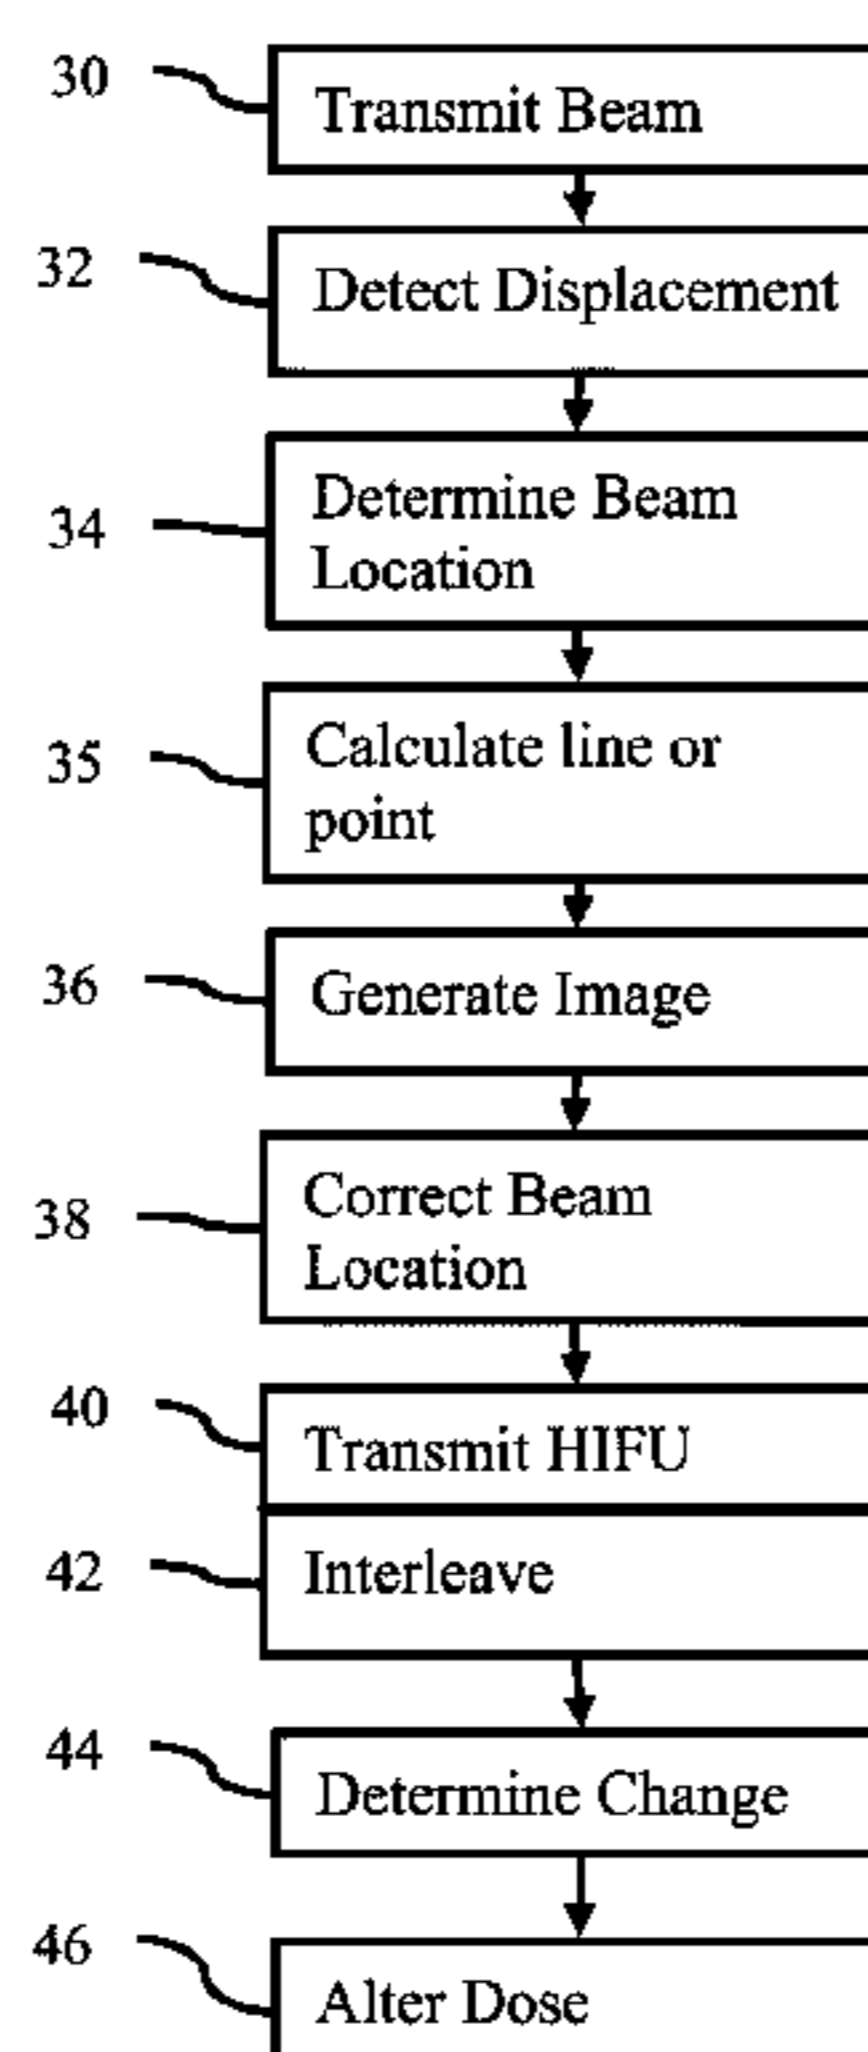 30
Transmit Beam
32
Detect Displacement
34
Determine Beam
Location
35
Calculate line or
point
36
Generate Image
38
Correct Beam
Location
40
Transmit HIFU
42
Interleave
44
Determine Change
46
Alter Dose